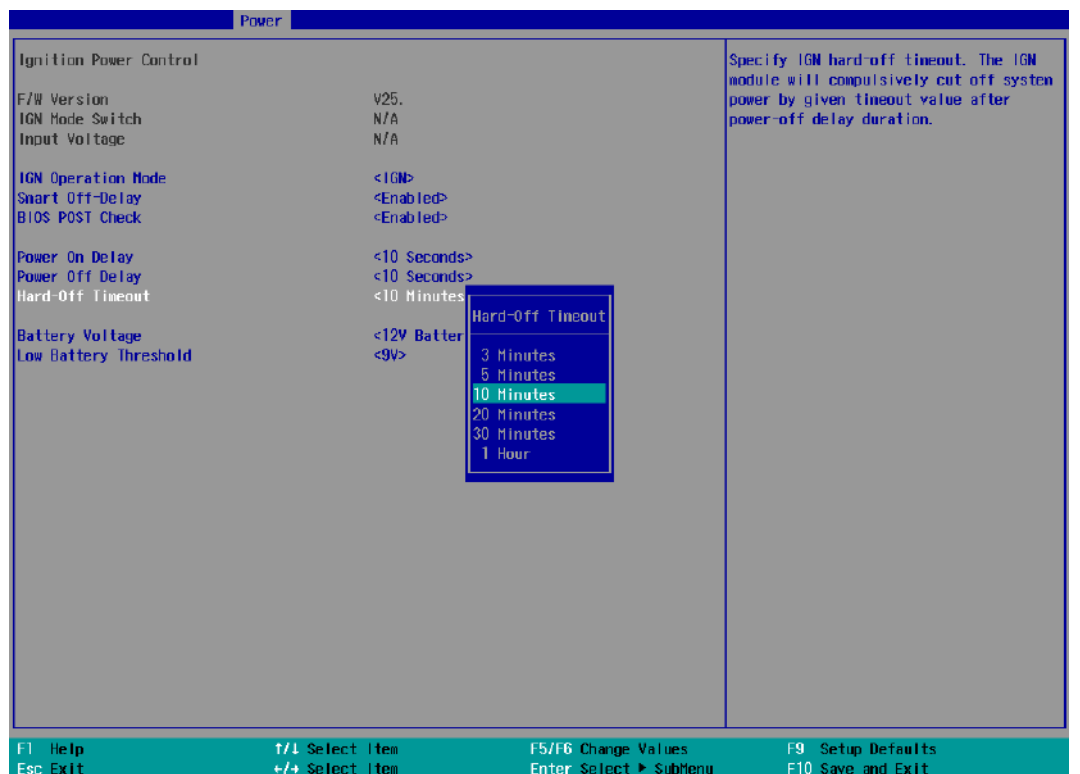 Power
Ignition Power Control
F/W Version V25.
IGN Mode Switch N/A
Input Voltage N/A
IGN Operation Mode <IGN>
Smart Off-Delay <Enabled>
BIOS POST Check <Enabled>
Power On Delay <10 Seconds>
Power Off Delay <10 Seconds>
Hard-Off Timeout <10 Minutes
Battery Voltage <12V Batter
Low Battery Threshold <9V>
Hard-Off Timeout
3 Minutes
5 Minutes
10 Minutes
20 Minutes
30 Minutes
1 Hour
Specify IGN hard-off timeout. The IGN
module will compulsively cut off system
power by given timeout value after
power-off delay duration.
F1 Help ↑/↓ Select Item F5/F6 Change Values F9 Setup Defaults
Esc Exit ←/→ Select Item Enter Select ▶ SubMenu F10 Save and Exit